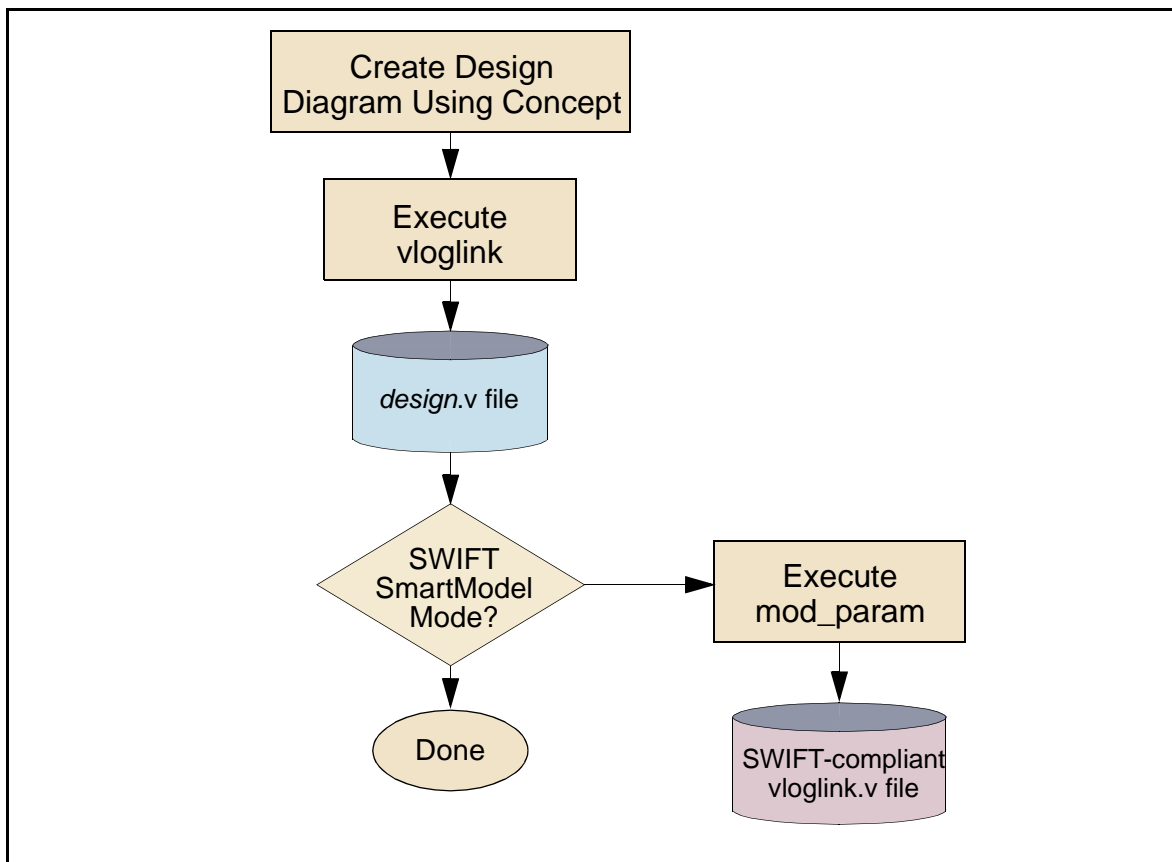 Create Design
Diagram Using Concept
Execute
vloglink
design.v file
SWIFT
SmartModel
Mode?
Execute
mod_param
Done
SWIFT-compliant
vloglink.v file